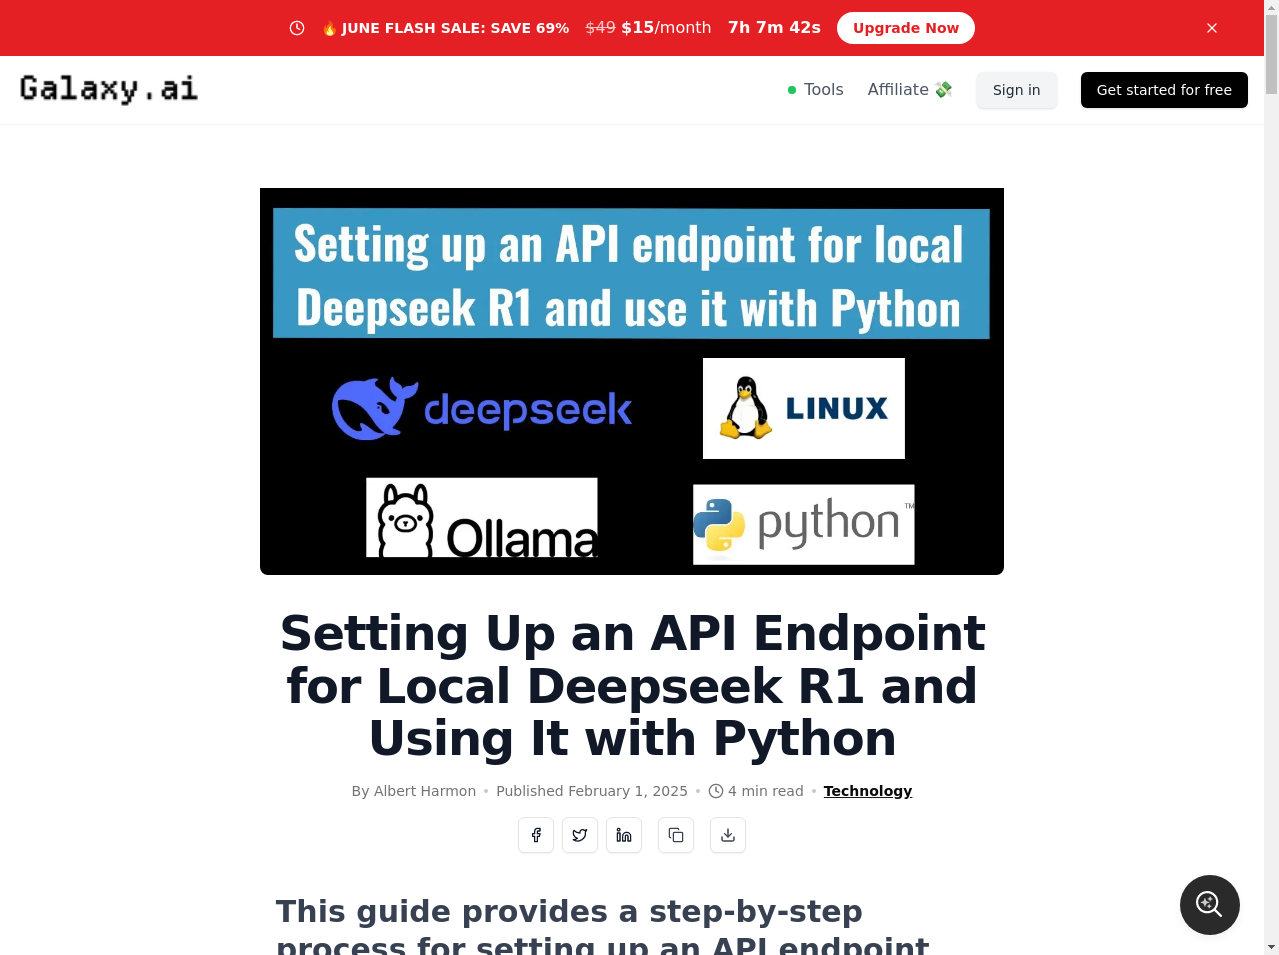 🔥 JUNE FLASH SALE: SAVE 69% $49 $15/month 7h 7m 42s Upgrade Now
Galaxy.ai
Tools Affiliate 💸 Sign in Get started for free
Setting up an API endpoint for local
Deepseek R1 and use it with Python
deepseek
LINUX
Ollama
python™
Setting Up an API Endpoint
for Local Deepseek R1 and
Using It with Python
By Albert Harmon • Published February 1, 2025 • 4 min read • Technology
This guide provides a step-by-step
process for setting up an API endpoint